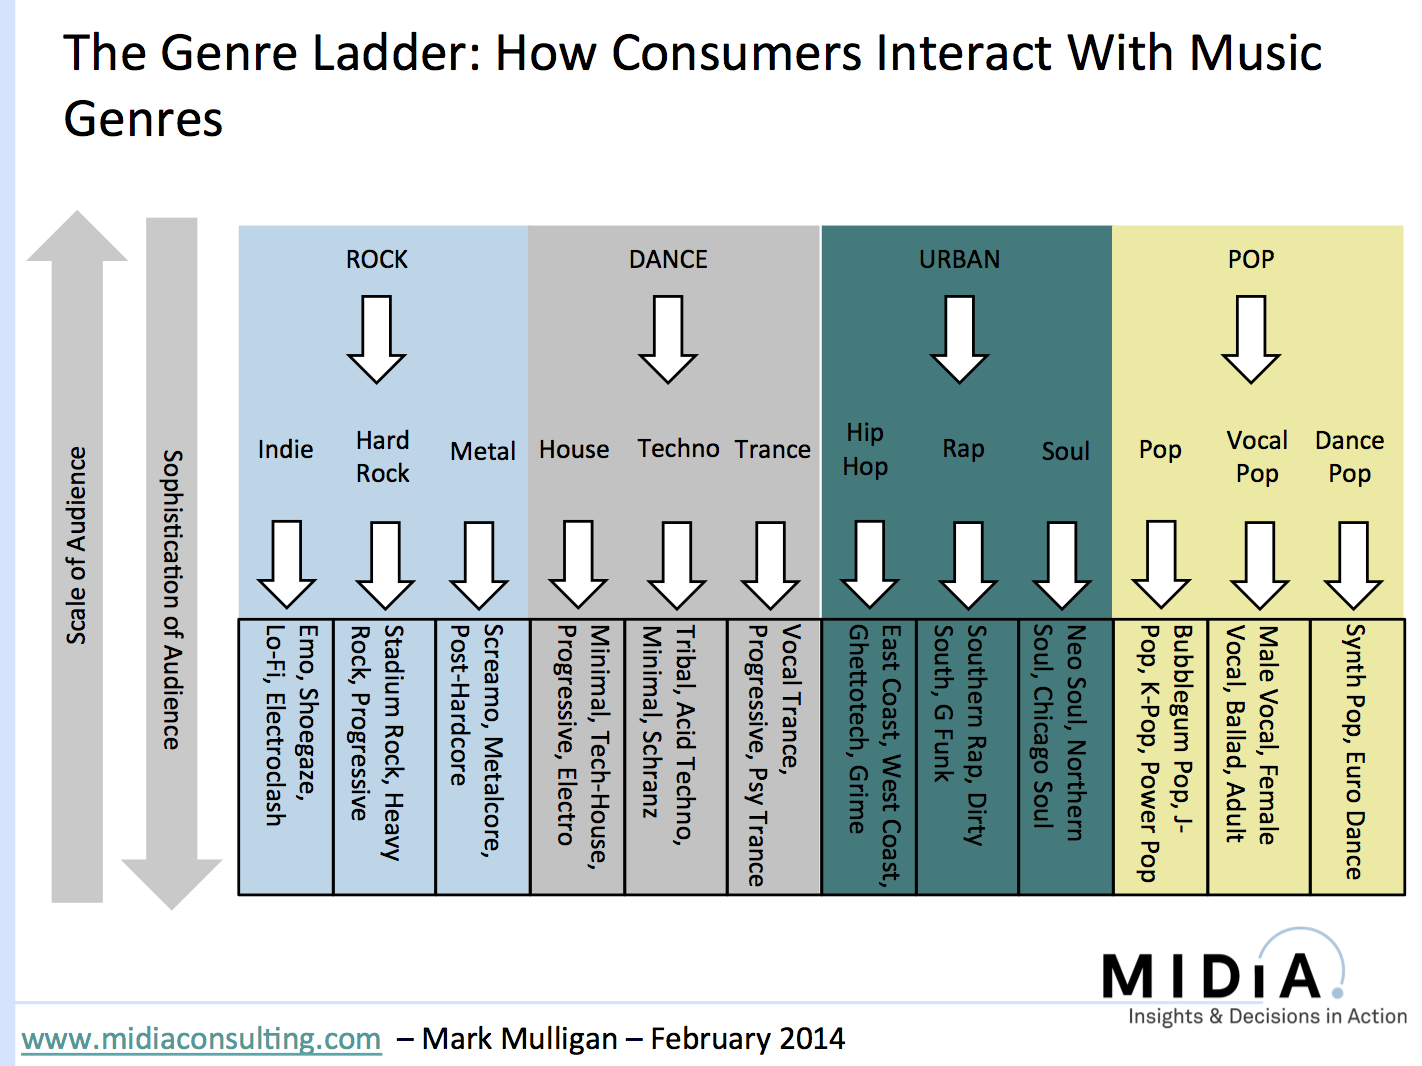 The Genre Ladder: How Consumers Interact With Music
Genres
Scale of Audience
Sophistication of Audience
ROCK
DANCE
URBAN
POP
Indie
Hard
Rock
Metal
House
Techno
Trance
Hip
Hop
Rap
Soul
Pop
Vocal
Pop
Dance
Pop
Emo, Shoegaze,
Lo-Fi, Electroclash
Stadium Rock, Heavy
Rock, Progressive
Screamo, Metalcore,
Post-Hardcore
Minimal, Tech-House,
Progressive, Electro
Tribal, Acid Techno,
Minimal, Schranz
Vocal Trance,
Progressive, Psy Trance
East Coast, West Coast,
Ghettotech, Grime
Southern Rap, Dirty
South, G Funk
Neo Soul, Northern
Soul, Chicago Soul
Bubblegum Pop, J-
Pop, K-Pop, Power Pop
Male Vocal, Female
Vocal, Ballad, Adult
Synth Pop, Euro Dance
MIDiA
Insights & Decisions in Action
www.midiaconsulting.com – Mark Mulligan – February 2014